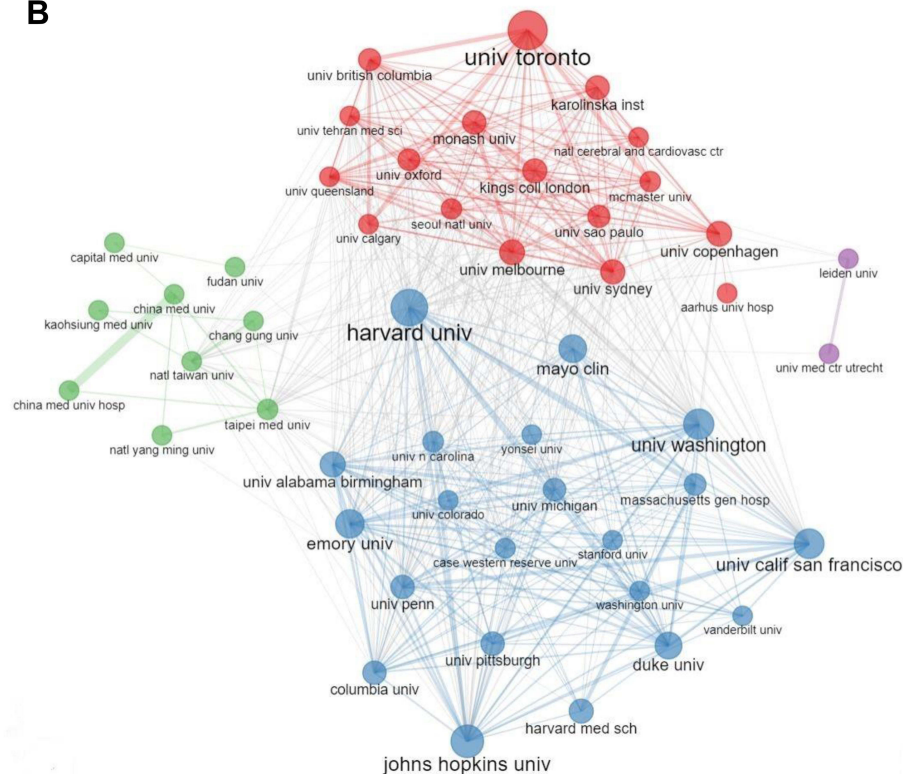 B
univ toronto
univ british columbia
karolinska inst
univ tehran med sci
monash univ
natl cerebral and cardiovasc ctr
univ oxford
kings coll london
univ queensland
mcmaster univ
seoul natl univ
univ sao paulo
univ calgary
univ copenhagen
capital med univ
univ melbourne
leiden univ
fudan univ
univ sydney
aarhus univ hosp
china med univ
kaohsiung med univ
harvard univ
chang gung univ
mayo clin
univ med ctr utrecht
natl taiwan univ
china med univ hosp
taipei med univ
univ washington
natl yang ming univ
univ n carolina
yonsei univ
univ alabama birmingham
massachusetts gen hosp
univ michigan
univ colorado
emory univ
stanford univ
case western reserve univ
univ calif san francisco
univ penn
washington univ
vanderbilt univ
univ pittsburgh
duke univ
columbia univ
harvard med sch
johns hopkins univ